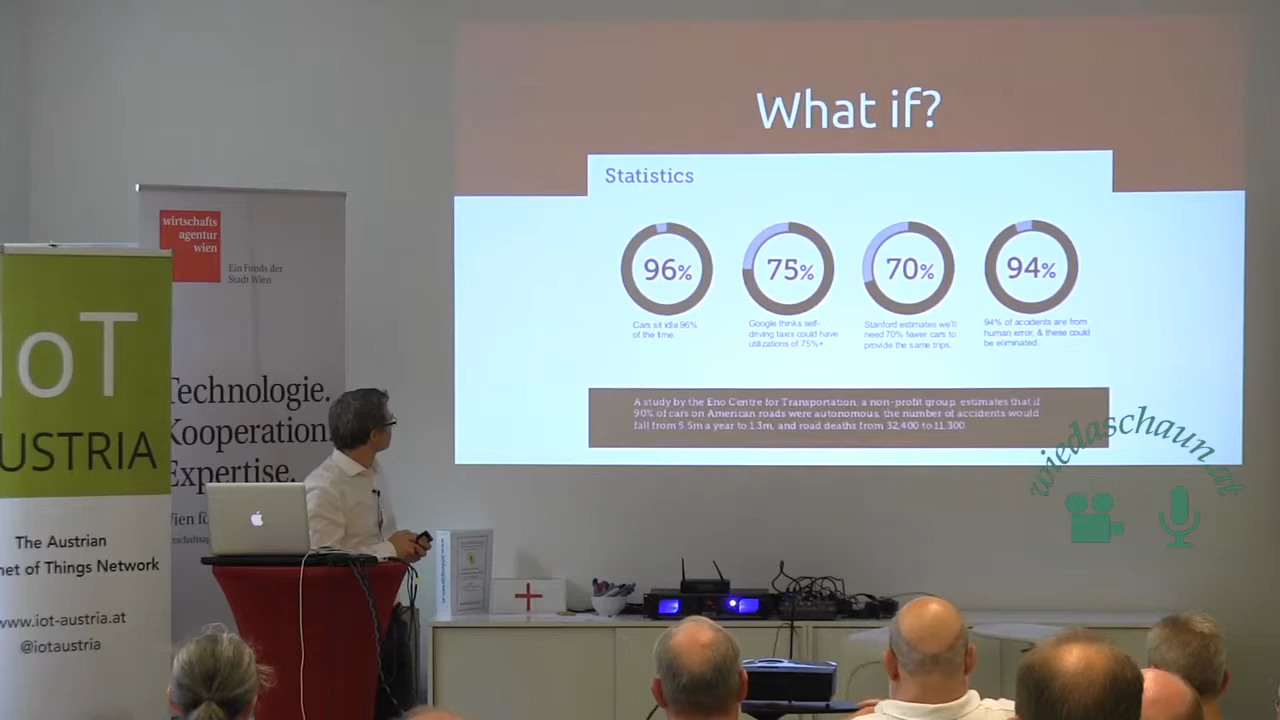 What if?
Statistics
96%
75%
70%
94%
Cars sit idle 96%
of the time.
Google thinks self-
driving taxis could have
utilizations of 75%+.
Stanford estimates we'll
need 70% fewer cars to
provide the same trips.
94% of accidents are from
human error, & these could
be eliminated.
A study by the Eno Centre for Transportation, a non-profit group, estimates that if
90% of cars on American roads were autonomous, the number of accidents would
fall from 5.5m a year to 1.3m, and road deaths from 32,400 to 11,300.
wirtschafts
agentur
wien
Ein Fonds der
Stadt Wien
Technologie.
Kooperation.
Expertise.
IoT
AUSTRIA
The Austrian
net of Things Network
www.iot-austria.at
@iotaustria
wiedaschaun.at